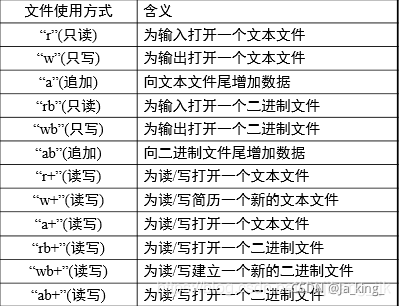 文件使用方式 含义
“r”(只读) 为输入打开一个文本文件
“w”(只写) 为输出打开一个文本文件
“a”(追加) 向文本文件尾增加数据
“rb”(只读) 为输入打开一个二进制文件
“wb”(只写) 为输出打开一个二进制文件
“ab”(追加) 向二进制文件尾增加数据
“r+”(读写) 为读/写打开一个文本文件
“w+”(读写) 为读/写简历一个新的文本文件
“a+”(读写) 为读/写打开一个文本文件
“rb+”(读写) 为读/写打开一个二进制文件
“wb+”(读写) 为读/写建立一个新的二进制文件
“ab+”(读写) 为读/写打开一个二进制文件
CSDN @ja_king_